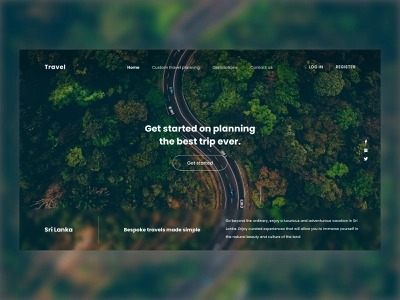 Travel
Home Custom travel planning Destinations Contact us LOG IN REGISTER
Get started on planning
the best trip ever.
Get started
Sri Lanka
Bespoke travels made simple
Go beyond the ordinary, enjoy a luxurious and adventurous vacation in Sri
Lanka. Enjoy curated experiences that will allow you to immerse yourself in
the natural beauty and culture of the land